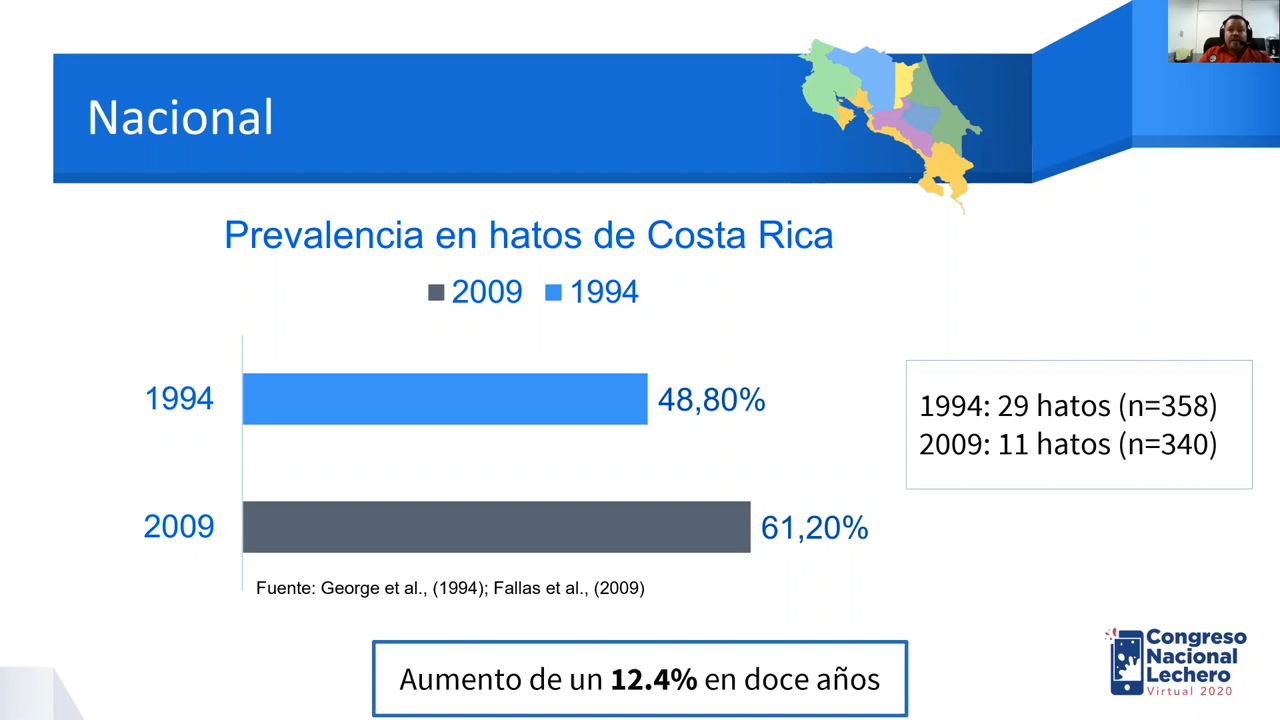 Nacional
Prevalencia en hatos de Costa Rica
2009 1994
1994 48,80%
2009 61,20%
1994: 29 hatos (n=358)
2009: 11 hatos (n=340)
Fuente: George et al., (1994); Fallas et al., (2009)
Aumento de un 12.4% en doce años
Congreso
Nacional
Lechero
Virtual 2020